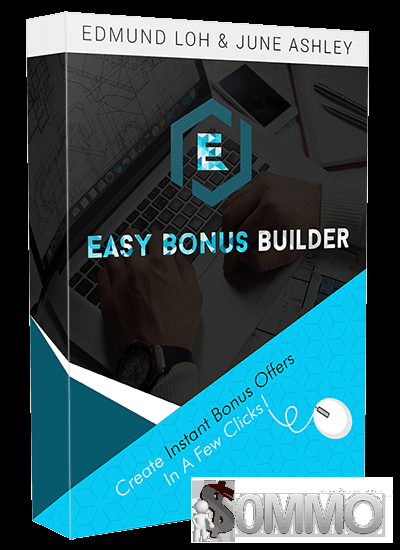 EDMUND LOH & JUNE ASHLEY
E
EASY BONUS BUILDER
Create Instant Bonus Offers
In A Few Clicks!
$OMMO